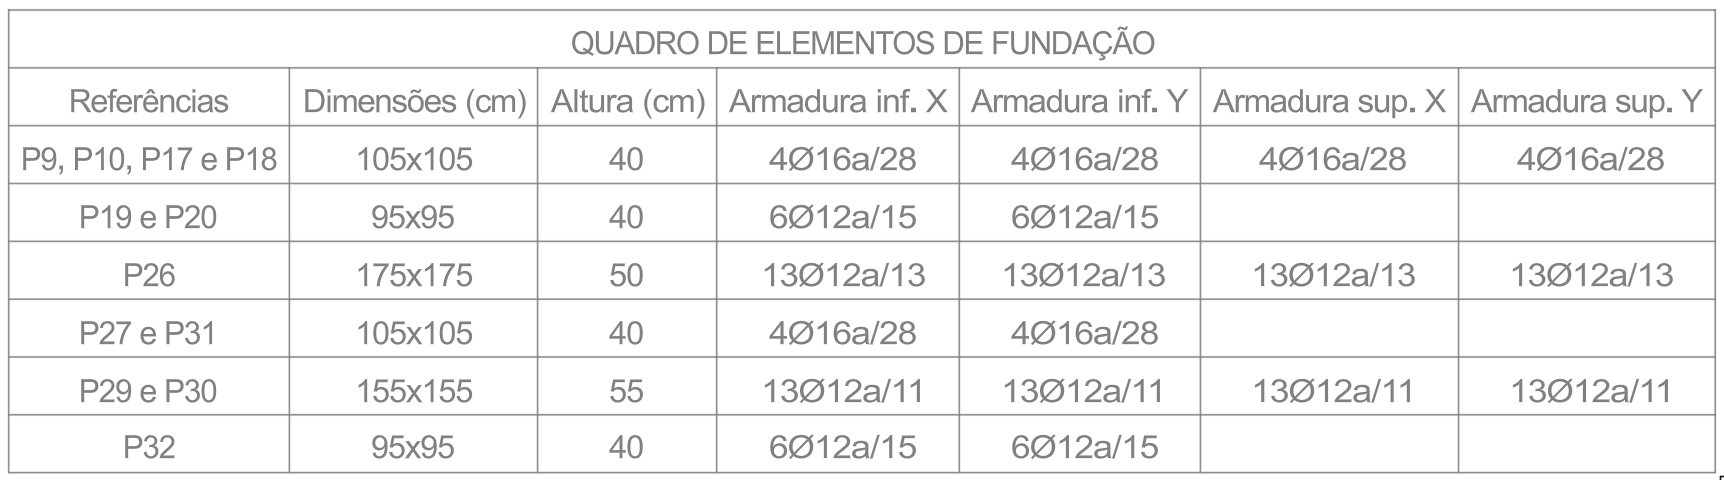 QUADRO DE ELEMENTOS DE FUNDAÇÃO
Referências Dimensões (cm) Altura (cm) Armadura inf. X Armadura inf. Y Armadura sup. X Armadura sup. Y
P9, P10, P17 e P18 105x105 40 4Ø16a/28 4Ø16a/28 4Ø16a/28 4Ø16a/28
P19 e P20 95x95 40 6Ø12a/15 6Ø12a/15
P26 175x175 50 13Ø12a/13 13Ø12a/13 13Ø12a/13 13Ø12a/13
P27 e P31 105x105 40 4Ø16a/28 4Ø16a/28
P29 e P30 155x155 55 13Ø12a/11 13Ø12a/11 13Ø12a/11 13Ø12a/11
P32 95x95 40 6Ø12a/15 6Ø12a/15